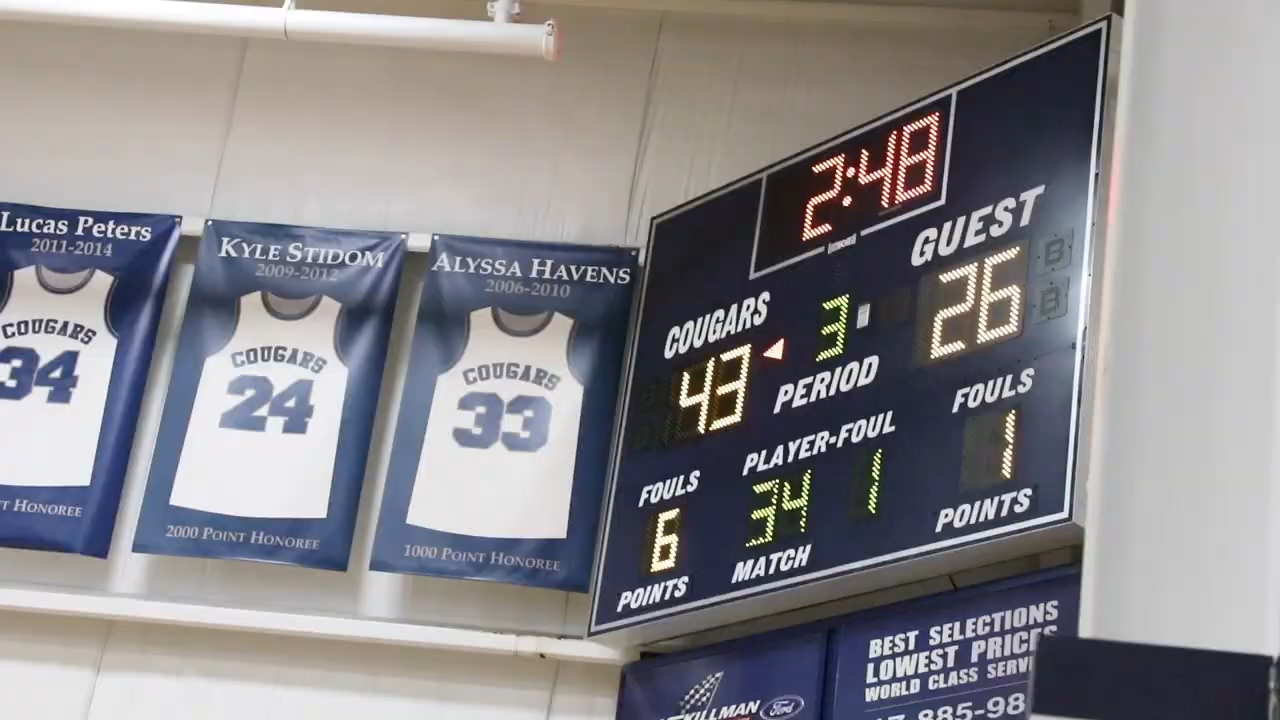 Lucas Peters
2011-2014
COUGARS
34
HONOREE
KYLE STIDOM
2009-2012
COUGARS
24
2000 POINT HONOREE
ALYSSA HAVENS
2006-2010
COUGARS
33
1000 POINT HONOREE
2:48
GUEST
26
B
B
COUGARS
43
3
PERIOD
FOULS
1
POINTS
PLAYER-FOUL
34 1
MATCH
FOULS
6
POINTS
Ford
BEST SELECTIONS
LOWEST PRICES
WORLD CLASS
885-98